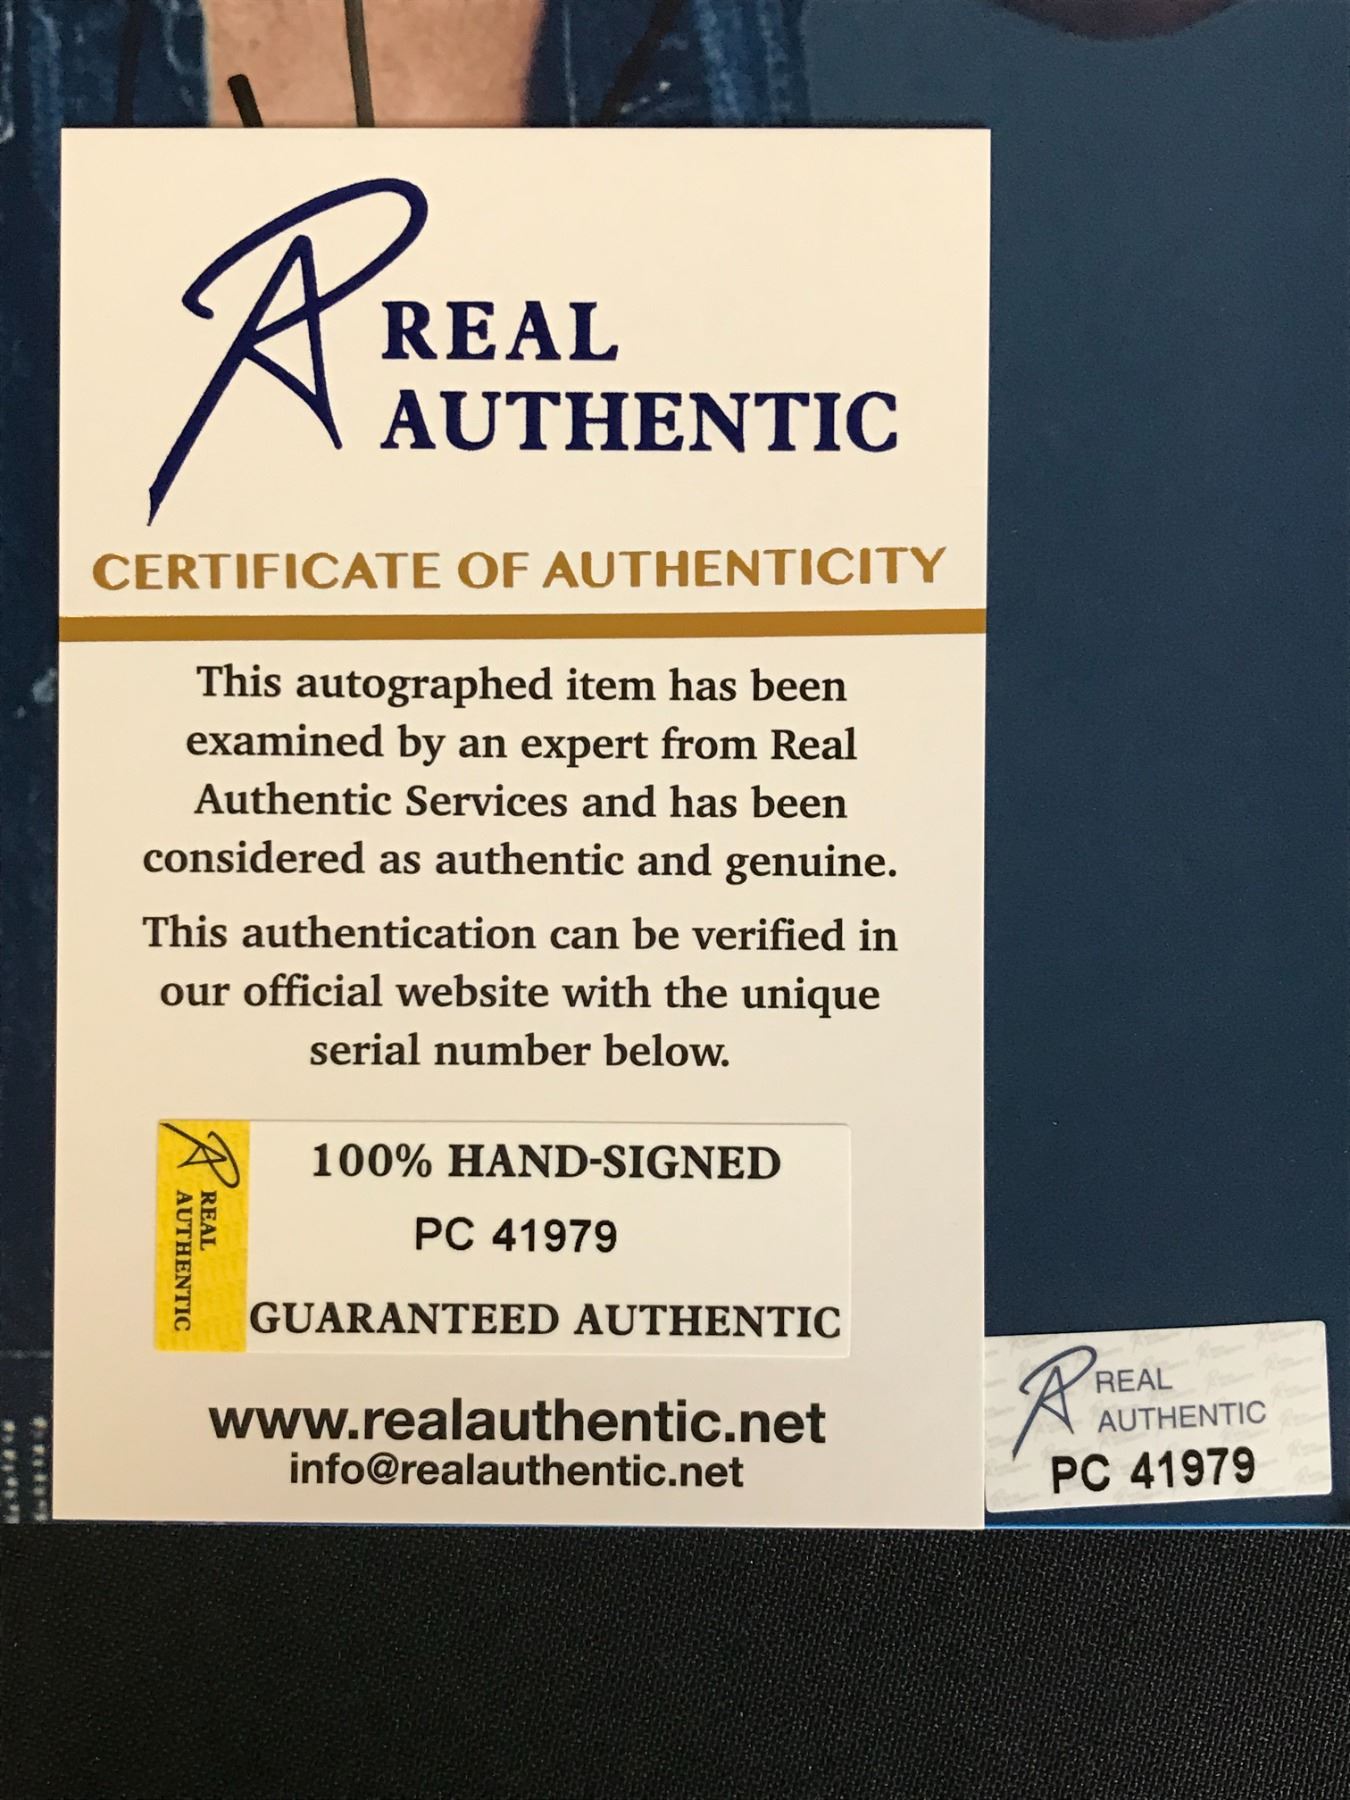 REAL
AUTHENTIC
CERTIFICATE OF AUTHENTICITY
This autographed item has been
examined by an expert from Real
Authentic Services and has been
considered as authentic and genuine.
This authentication can be verified in
our official website with the unique
serial number below.
REAL
AUTHENTIC
100% HAND-SIGNED
PC 41979
GUARANTEED AUTHENTIC
www.realauthentic.net
info@realauthentic.net
REAL
AUTHENTIC
PC 41979